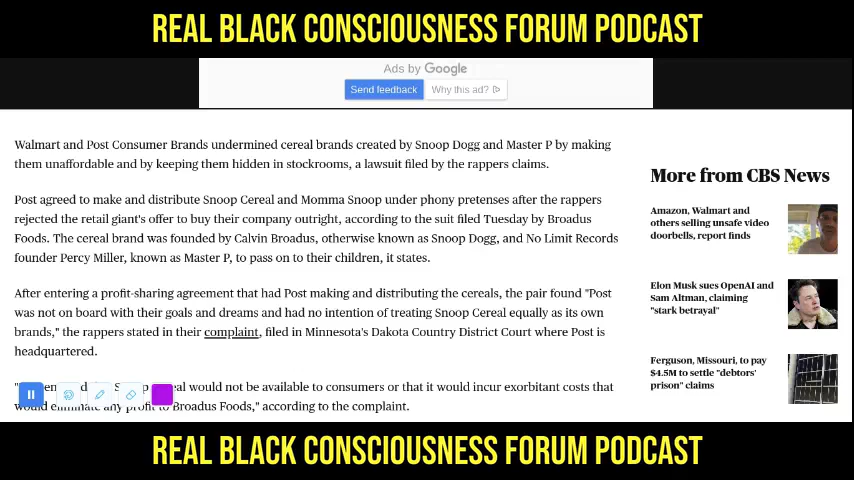 REAL BLACK CONSCIOUSNESS FORUM PODCAST
Ads by Google
Send feedback
Why this ad?
Walmart and Post Consumer Brands undermined cereal brands created by Snoop Dogg and Master P by making
them unaffordable and by keeping them hidden in stockrooms, a lawsuit filed by the rappers claims.
Post agreed to make and distribute Snoop Cereal and Momma Snoop under phony pretenses after the rappers
rejected the retail giant's offer to buy their company outright, according to the suit filed Tuesday by Broadus
Foods. The cereal brand was founded by Calvin Broadus, otherwise known as Snoop Dogg, and No Limit Records
founder Percy Miller, known as Master P, to pass on to their children, it states.
After entering a profit-sharing agreement that had Post making and distributing the cereals, the pair found "Post
was not on board with their goals and dreams and had no intention of treating Snoop Cereal equally as its own
brands," the rappers stated in their complaint, filed in Minnesota's Dakota Country District Court where Post is
headquartered.
would not be available to consumers or that it would incur exorbitant costs that
would eliminate any profit to Broadus Foods," according to the complaint.
More from CBS News
Amazon, Walmart and
others selling unsafe video
doorbells, report finds
Elon Musk sues OpenAI and
Sam Altman, claiming
"stark betrayal"
Ferguson, Missouri, to pay
$4.5M to settle "debtors'
prison" claims
REAL BLACK CONSCIOUSNESS FORUM PODCAST